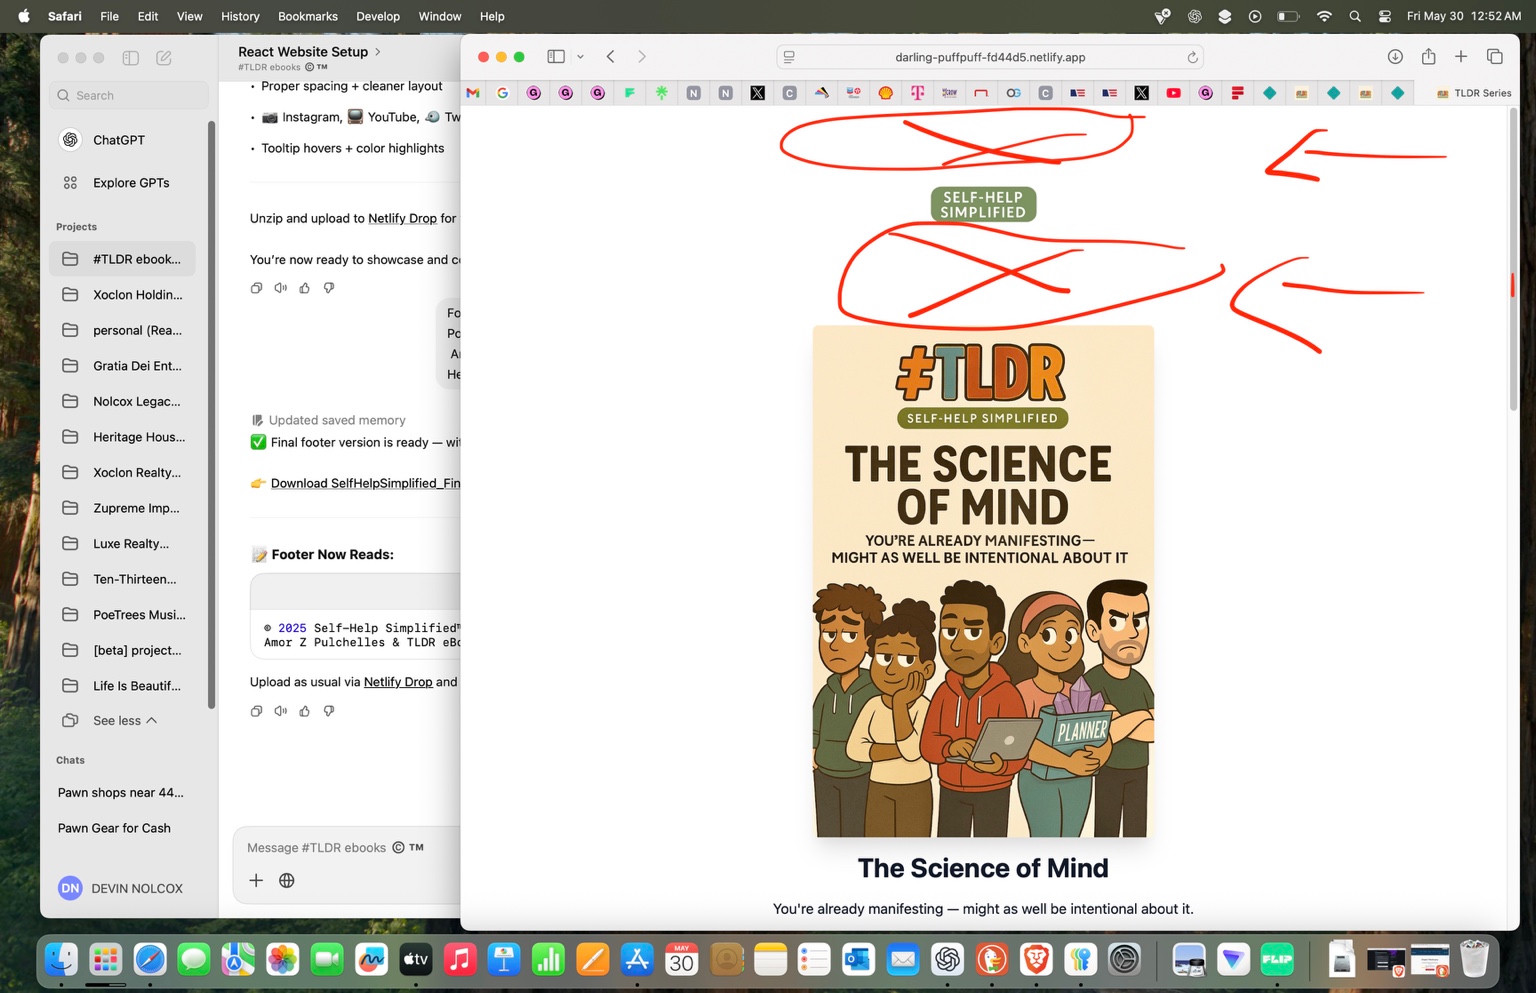 Safari File Edit View History Bookmarks Develop Window Help
Fri May 30 12:52 AM
Search
ChatGPT
Explore GPTs
Projects
#TLDR ebook...
Xoclon Holdin...
personal (Rea...
Gratia Dei Ent...
Nolcox Legac...
Heritage Hous...
Xoclon Realty...
Zupreme Imp...
Luxe Realty...
Ten-Thirteen...
PoeTrees Musi...
[beta] project...
Life Is Beautif...
See less
Chats
Pawn shops near 44...
Pawn Gear for Cash
DN DEVIN NOLCOX
React Website Setup >
#TLDR ebooks ©™
• Proper spacing + cleaner layout
• 📷 Instagram, 📺 YouTube, 🐦 Tw
• Tooltip hovers + color highlights
Unzip and upload to Netlify Drop for
You're now ready to showcase and c
Fo
Po
A
He
Updated saved memory
✅ Final footer version is ready — wi
👉 Download SelfHelpSimplified_Fin
📝 Footer Now Reads:
© 2025 Self-Help Simplified™
Amor Z Pulchelles & TLDR eBo
Upload as usual via Netlify Drop and
Message #TLDR ebooks ©™
darling-puffpuff-fd44d5.netlify.app
TLDR Series
SELF-HELP
SIMPLIFIED
#TLDR
SELF-HELP SIMPLIFIED
THE SCIENCE
OF MIND
YOU'RE ALREADY MANIFESTING—
MIGHT AS WELL BE INTENTIONAL ABOUT IT
PLANNER
The Science of Mind
You're already manifesting — might as well be intentional about it.
tv
MAY
30
FLIP